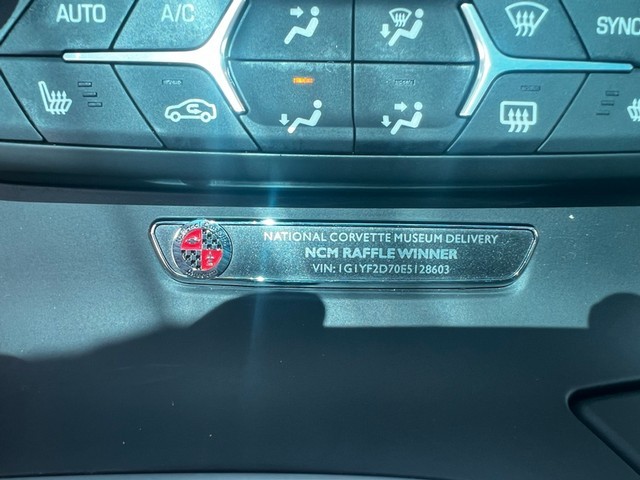 AUTO
A/C
SYNC
NATIONAL CORVETTE MUSEUM DELIVERY
NCM RAFFLE WINNER
VIN: 1G1YF2D70E5128603